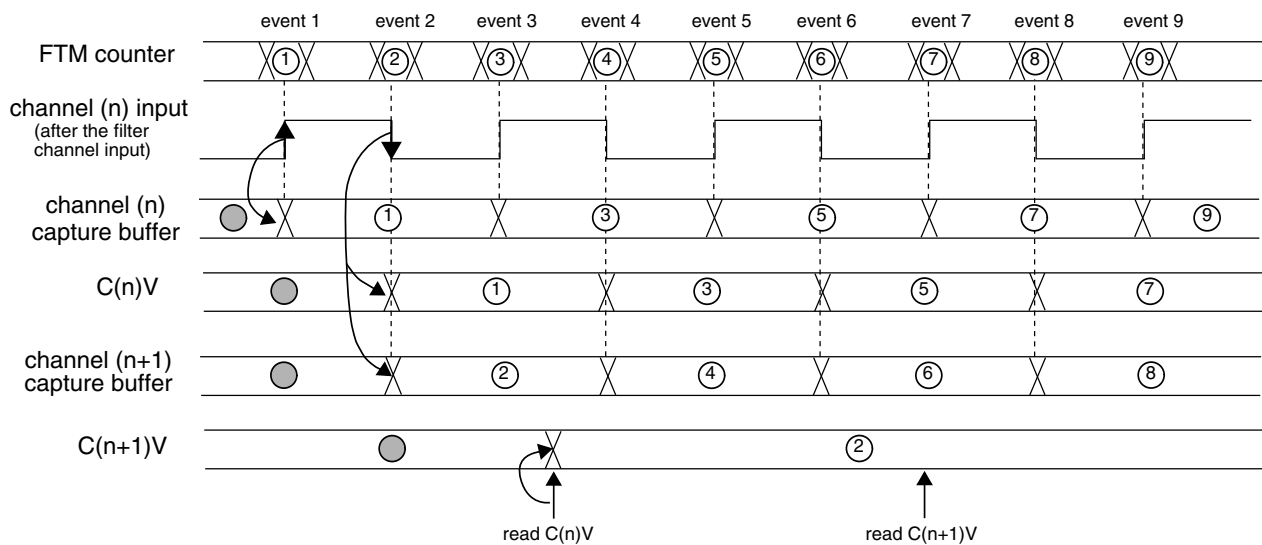 event 1 event 2 event 3 event 4 event 5 event 6 event 7 event 8 event 9
FTM counter 1 2 3 4 5 6 7 8 9
channel (n) input
(after the filter
channel input)
channel (n)
capture buffer 1 3 5 7 9
C(n)V 1 3 5 7
channel (n+1)
capture buffer 2 4 6 8
C(n+1)V 2
read C(n)V read C(n+1)V